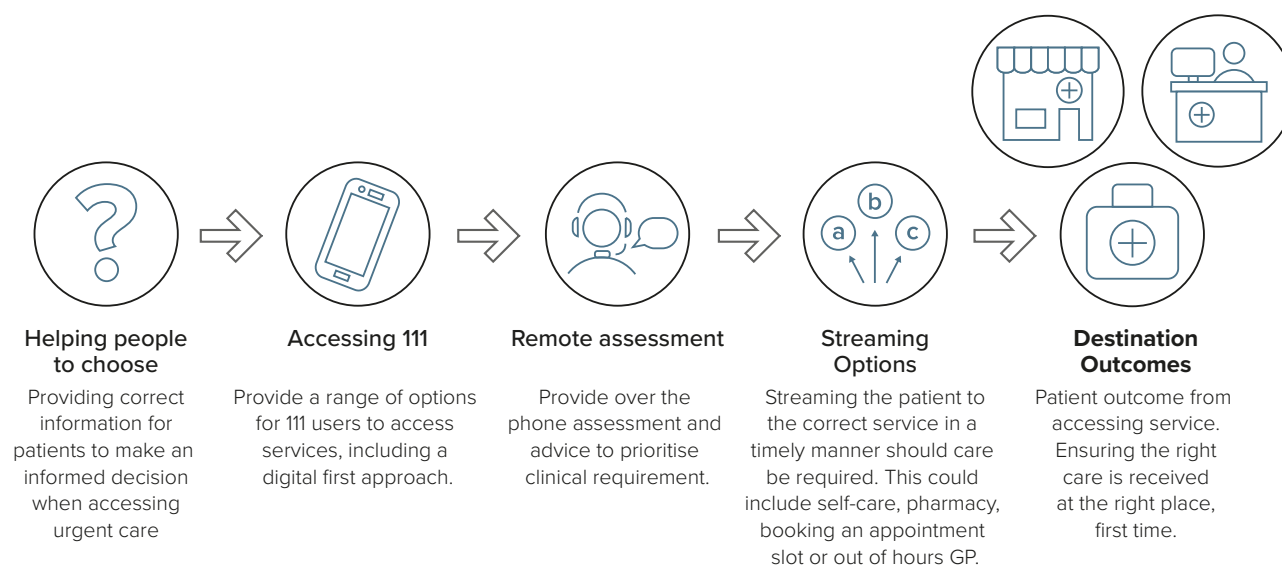 Helping people
to choose
Providing correct
information for
patients to make an
informed decision
when accessing
urgent care
Accessing 111
Provide a range of options
for 111 users to access
services, including a
digital first approach.
Remote assessment
Provide over the
phone assessment and
advice to prioritise
clinical requirement.
a
b
c
Streaming
Options
Streaming the patient to
the correct service in a
timely manner should care
be required. This could
include self-care, pharmacy,
booking an appointment
slot or out of hours GP.
Destination
Outcomes
Patient outcome from
accessing service.
Ensuring the right
care is received
at the right place,
first time.